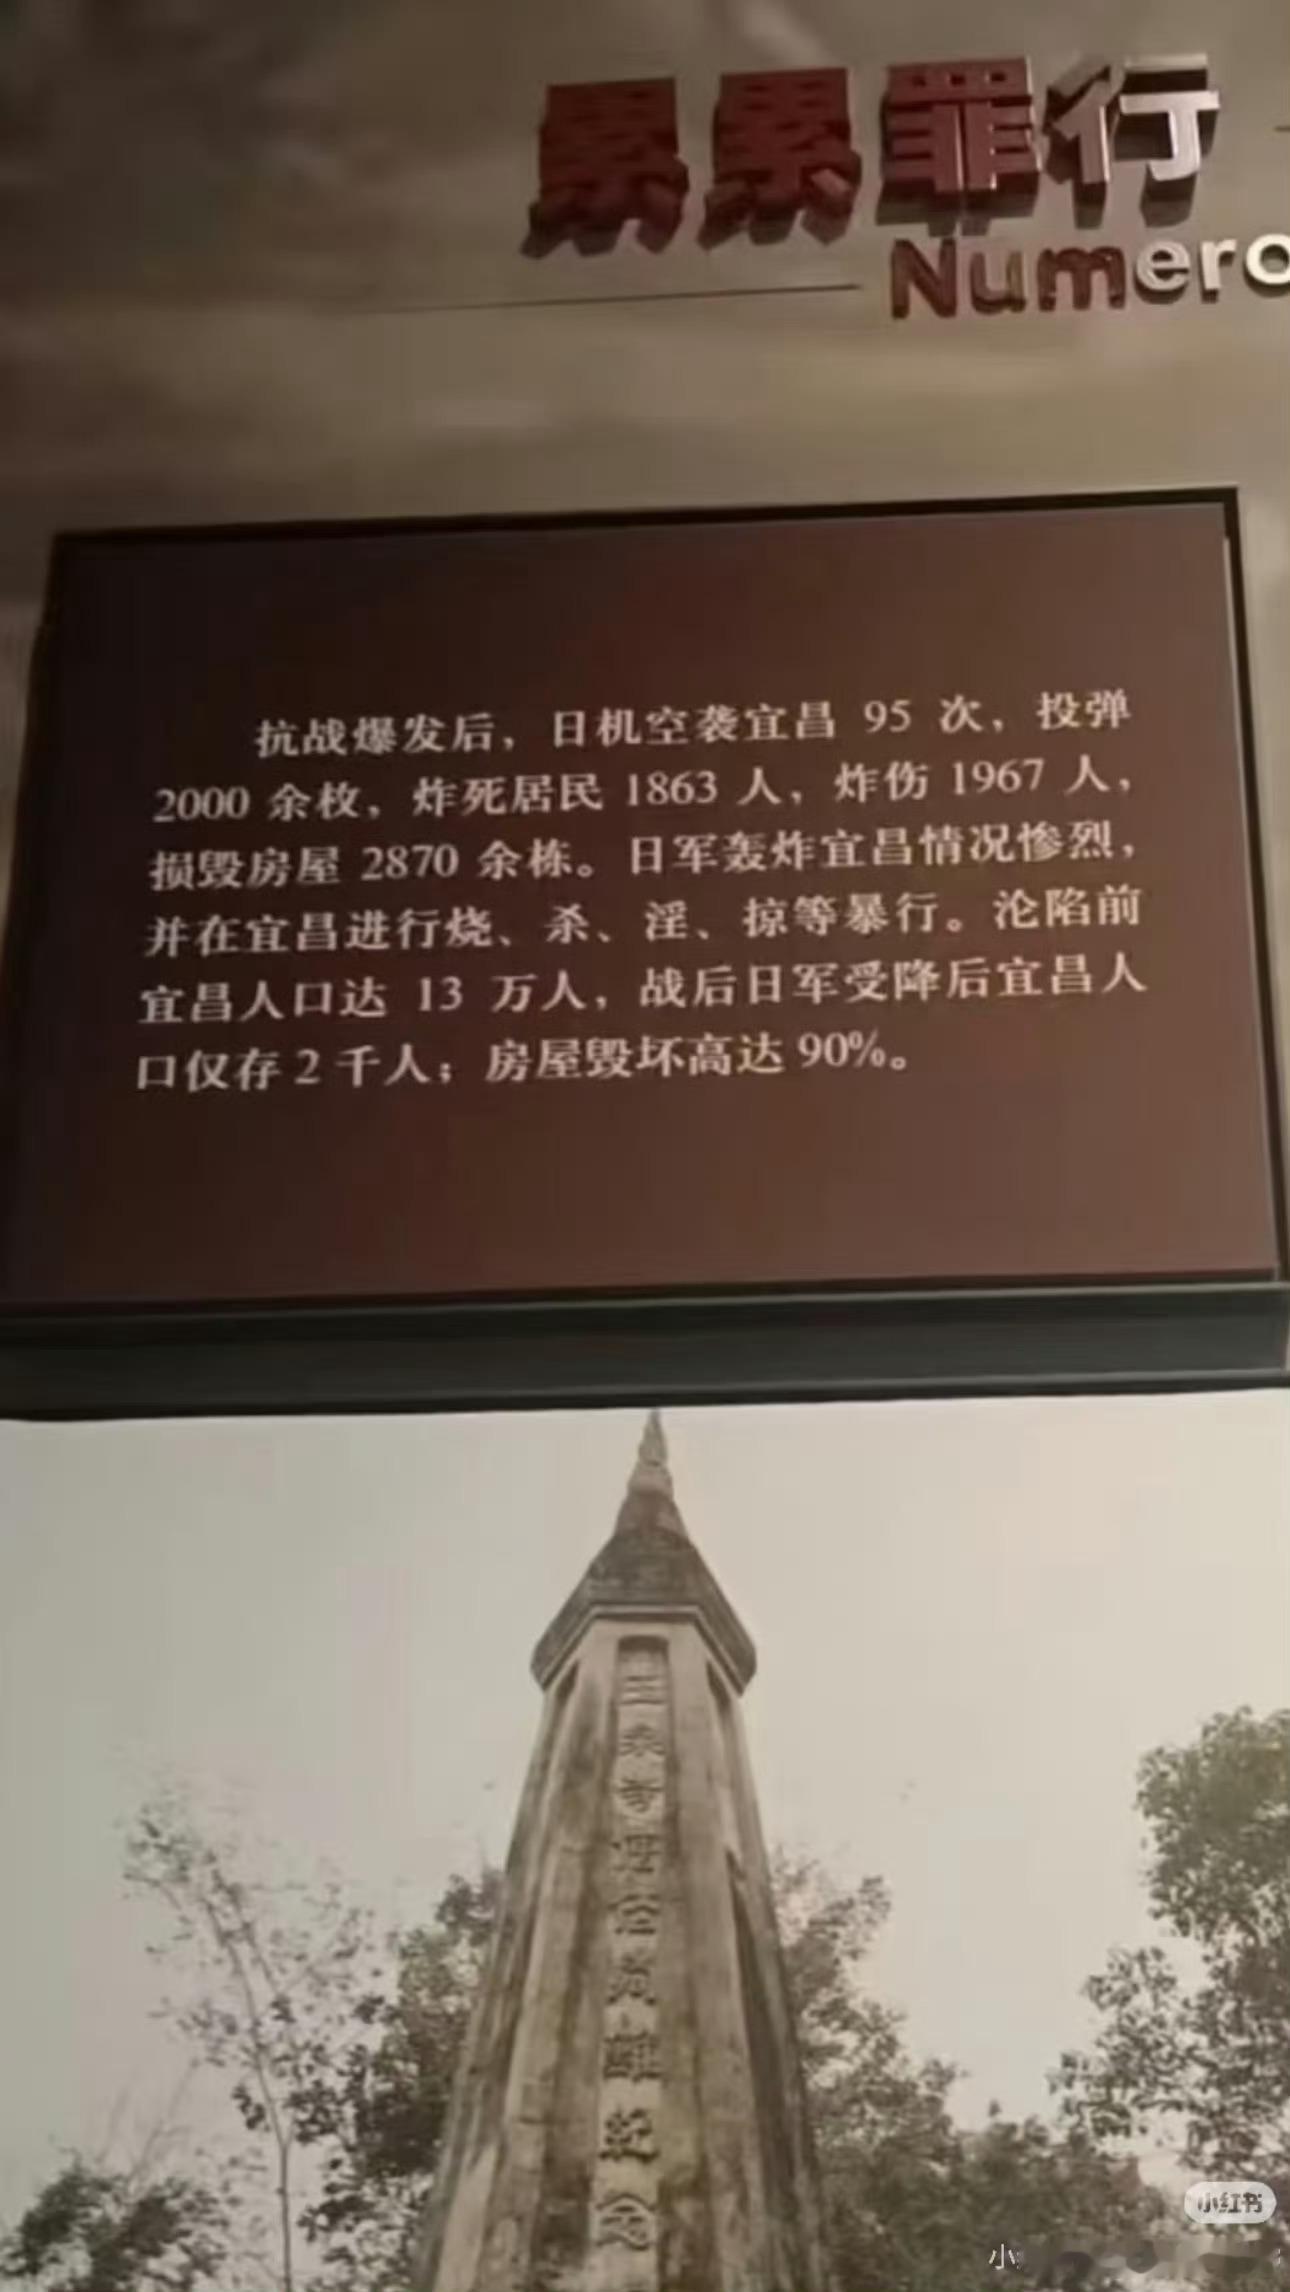 累累罪行
Numero
抗战爆发后，日机空袭宜昌 95 次，投弹
2000 余枚，炸死居民 1863 人，炸伤 1967 人，
损毁房屋 2870 余栋。日军轰炸宜昌情况惨烈，
并在宜昌进行烧、杀、淫、掠等暴行。沦陷前
宜昌人口达 13 万人，战后日军受降后宜昌人
口仅存 2 千人；房屋毁坏高达 90%。
难纪念
小红书
小